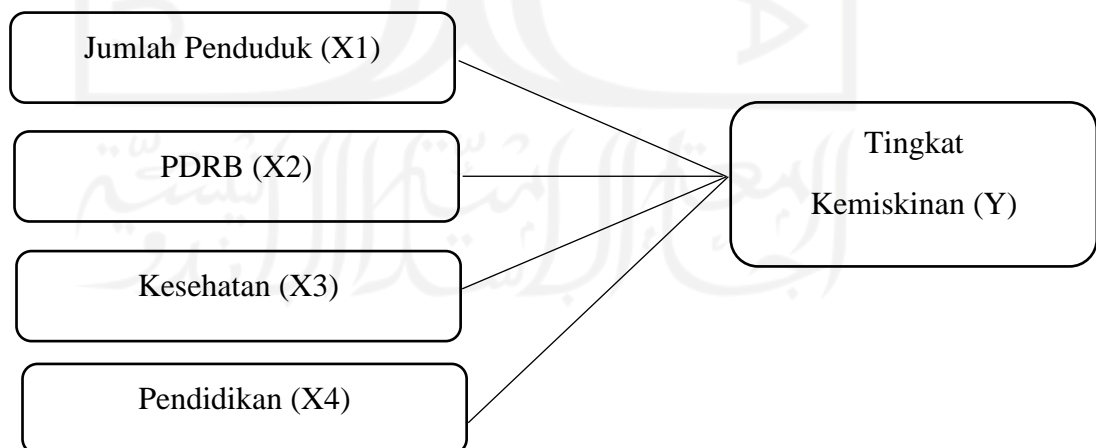 Jumlah Penduduk (X1)
PDRB (X2)
Kesehatan (X3)
Pendidikan (X4)
Tingkat
Kemiskinan (Y)